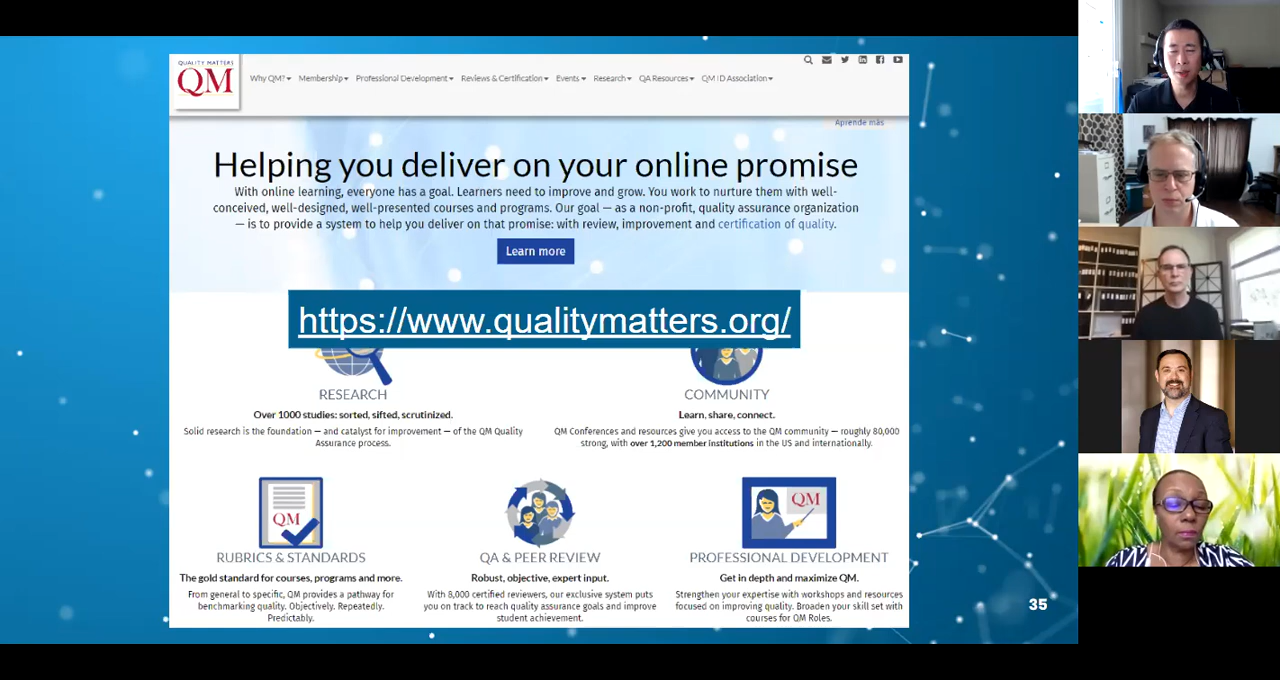 QUALITY MATTERS
QM
Why QM? Membership Professional Development Reviews & Certification Events Research QA Resources QM ID Association
Aprende más
Helping you deliver on your online promise
With online learning, everyone has a goal. Learners need to improve and grow. You work to nurture them with well-
conceived, well-designed, well-presented courses and programs. Our goal — as a non-profit, quality assurance organization
— is to provide a system to help you deliver on that promise: with review, improvement and certification of quality.
Learn more
https://www.qualitymatters.org/
RESEARCH
Over 1000 studies: sorted, sifted, scrutinized.
Solid research is the foundation — and catalyst for improvement — of the QM Quality
Assurance process.
COMMUNITY
Learn, share, connect.
QM Conferences and resources give you access to the QM community — roughly 80,000
strong, with over 1,200 member institutions in the US and internationally.
QM
RUBRICS & STANDARDS
The gold standard for courses, programs and more.
From general to specific, QM provides a pathway for
benchmarking quality. Objectively. Repeatedly.
Predictably.
QA & PEER REVIEW
Robust, objective, expert input.
With 8,000 certified reviewers, our exclusive system puts
you on track to reach quality assurance goals and improve
student achievement.
QM
PROFESSIONAL DEVELOPMENT
Get in depth and maximize QM.
Strengthen your expertise with workshops and resources
focused on improving quality. Broaden your skill set with
courses for QM Roles.
35